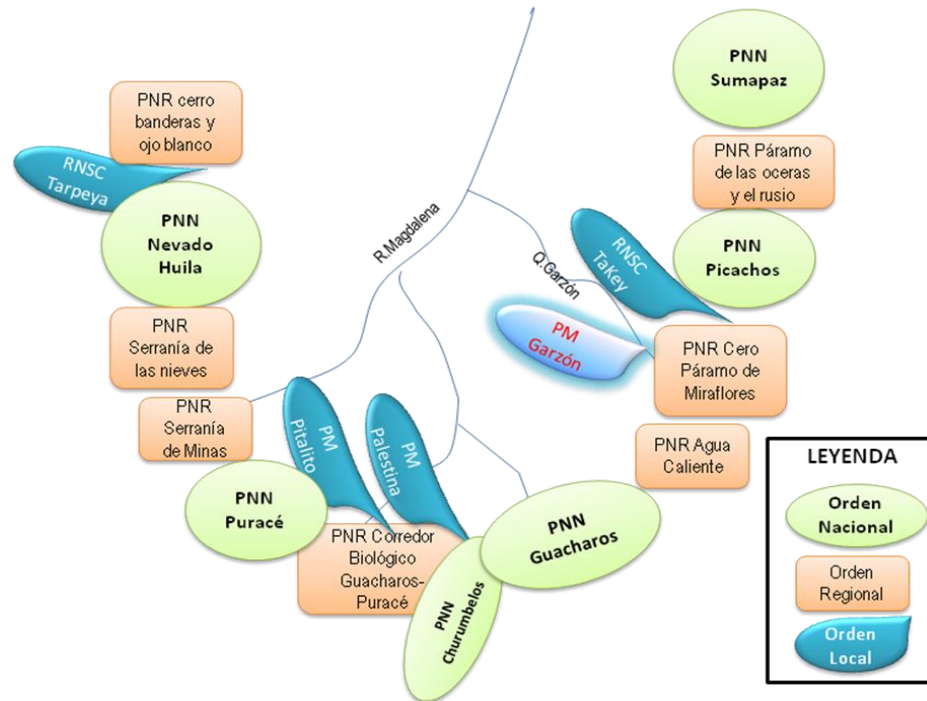 PNN
Sumapaz
PNR cerro
banderas y
ojo blanco
RNSC
Tarpeya
PNR Páramo
de las oceras
y el rusio
PNN
Nevado
Huila
R.Magdalena
Q.Garzón
RNSC
TaKey
PNN
Picachos
PM
Garzón
PNR
Serranía de
las nieves
PNR Cero
Páramo de
Miraflores
PNR
Serranía
de Minas
PM
Pitalito
PM
Palestina
PNR Agua
Caliente
PNN
Puracé
PNN
Guacharos
PNR Corredor
Biológico
Guacharos-
Puracé
PNN
Churumbelos
LEYENDA
Orden
Nacional
Orden
Regional
Orden
Local